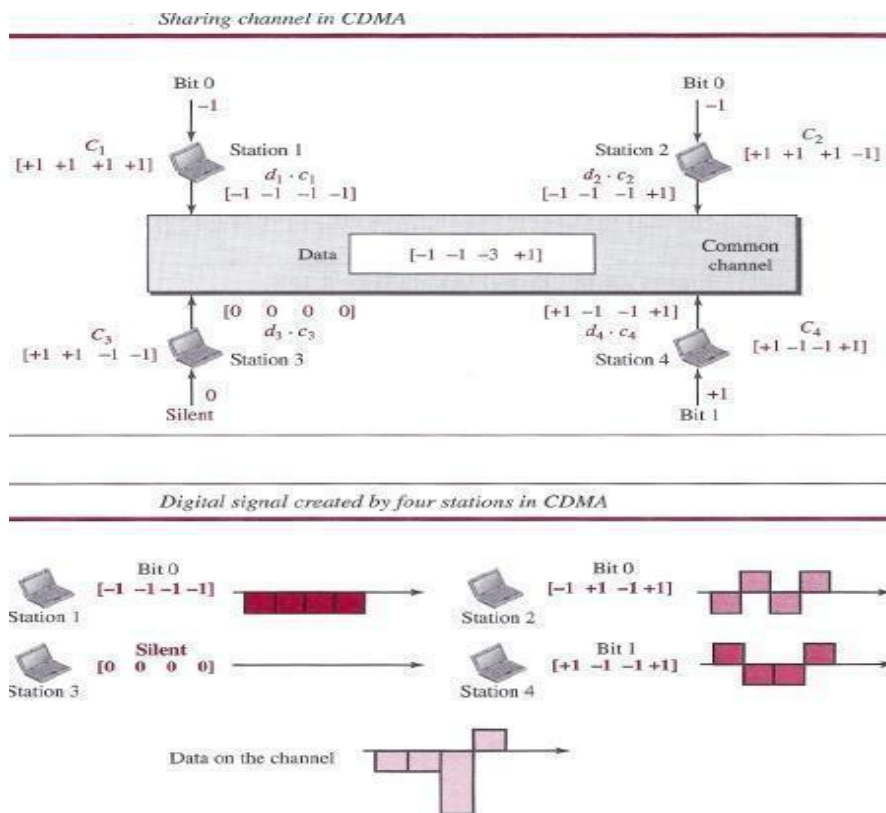 Sharing channel in CDMA
Bit 0
Bit 0
-1
-1
C1
[+1 +1 +1 +1]
Station 1
Station 2
C2
[+1 +1 +1 -1]
d1 · c1
[-1 -1 -1 -1]
d2 · c2
[-1 -1 -1 +1]
Data
[-1 -1 -3 +1]
Common
channel
[0 0 0 0]
d3 · c3
[+1 -1 -1 +1]
d4 · c4
C3
[+1 +1 -1 -1]
Station 3
Station 4
C4
[+1 -1 -1 +1]
0
Silent
+1
Bit 1
Digital signal created by four stations in CDMA
Bit 0
[-1 -1 -1 -1]
Station 1
Bit 0
[-1 +1 -1 +1]
Station 2
Silent
[0 0 0 0]
Station 3
Bit 1
[+1 -1 -1 +1]
Station 4
Data on the channel